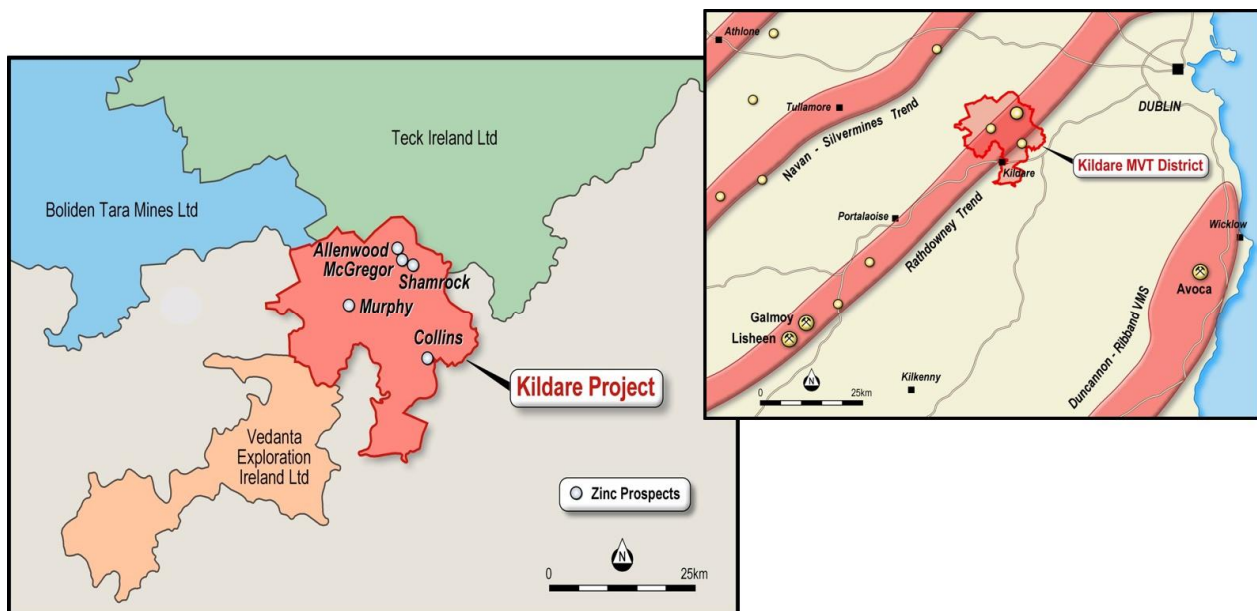 Teck Ireland Ltd
Boliden Tara Mines Ltd
Allenwood
McGregor
Shamrock
Murphy
Collins
Kildare Project
Vedanta
Exploration
Ireland Ltd
Zinc Prospects
N
0
25km
Athlone
Tullamore
DUBLIN
Navan - Silvermines Trend
Kildare MVT District
Kildare
Portalaoise
Rathdowney Trend
Wicklow
Avoca
Galmoy
Lisheen
Duncannon - Ribband VMS
Kilkenny
N
0
25km